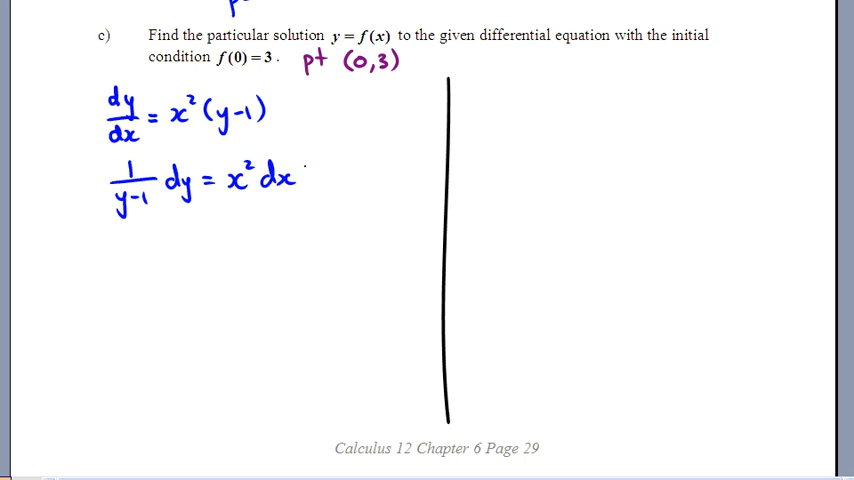 c) Find the particular solution y = f(x) to the given differential equation with the initial
condition f(0) = 3 . pt (0,3)
dy/dx = x² (y-1)
1/(y-1) dy = x² dx
Calculus 12 Chapter 6 Page 29